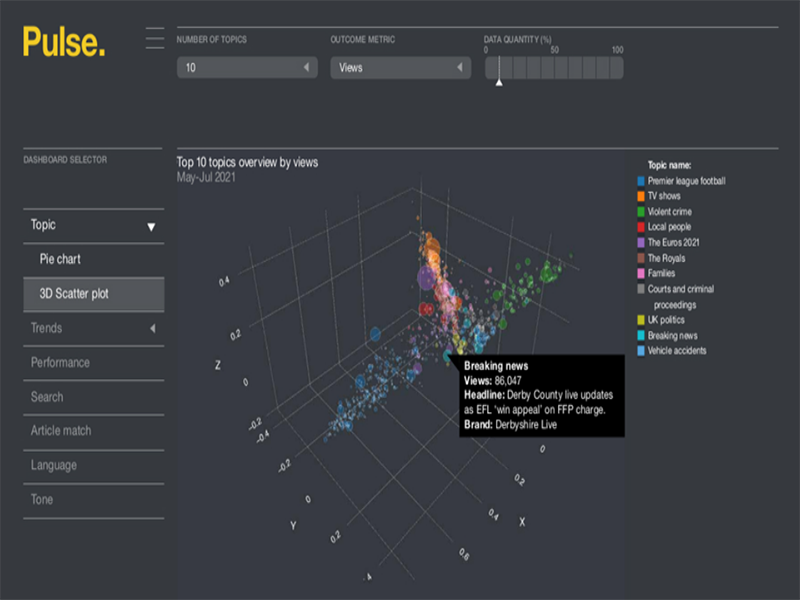 Pulse.
NUMBER OF TOPICS
10
OUTCOME METRIC
Views
DATA QUANTITY (%)
0 50 100
DASHBOARD SELECTOR
Topic
Pie chart
3D Scatter plot
Trends
Performance
Search
Article match
Language
Tone
Top 10 topics overview by views
May-Jul 2021
0.4
0.2
Z
0
-0.2
-0.4
-0.2
0
Y
0.2
0
0.2
0.4
X
0.6
Breaking news
Views: 86,047
Headline: Derby County live updates
as EFL 'win appeal' on FFP charge.
Brand: Derbyshire Live
Topic name:
Premier league football
TV shows
Violent crime
Local people
The Euros 2021
The Royals
Families
Courts and criminal
proceedings
UK politics
Breaking news
Vehicle accidents